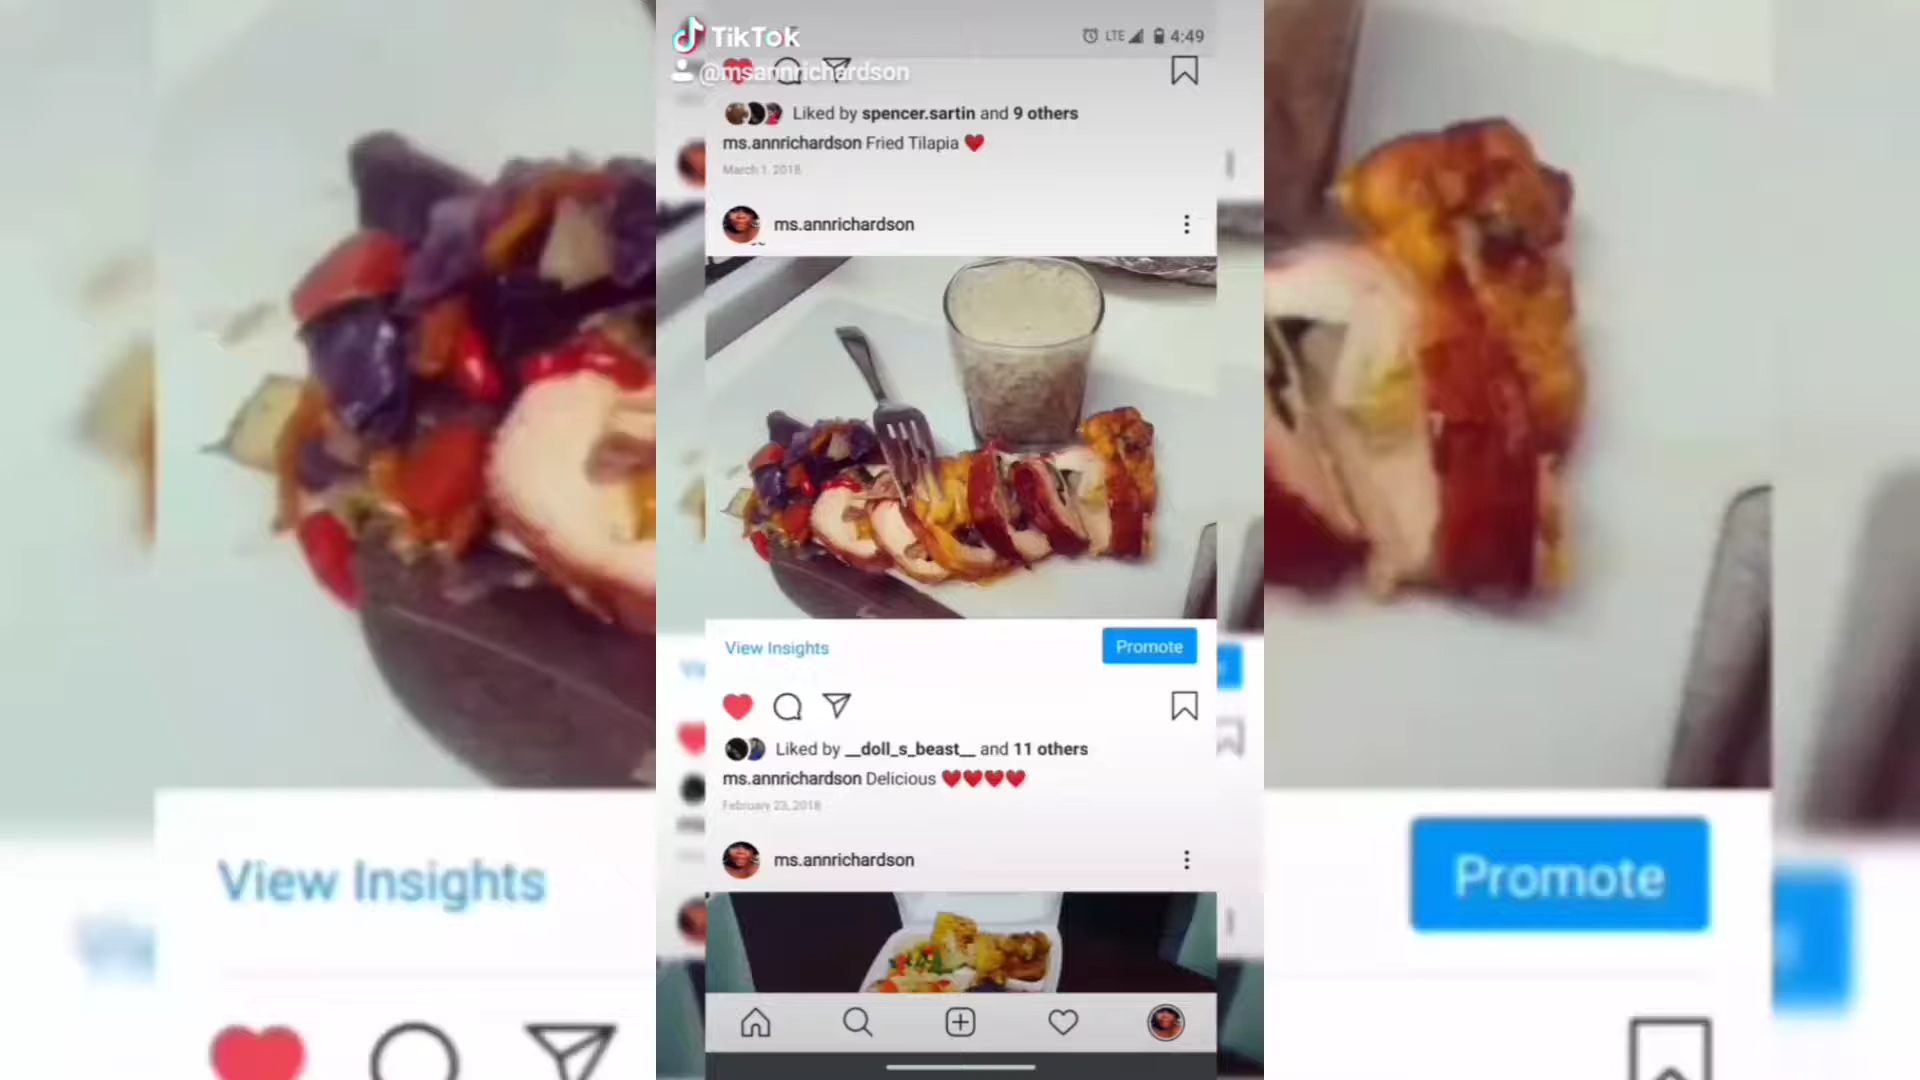 TikTok
@msannrichardson
LTE 4:49
Liked by spencer.sartin and 9 others
ms.annrichardson Fried Tilapia ❤️
March 1, 2018
ms.annrichardson
View Insights
Promote
Liked by __doll_s_beast__ and 11 others
ms.annrichardson Delicious ❤️❤️❤️❤️
February 23, 2018
ms.annrichardson
View Insights
Promote